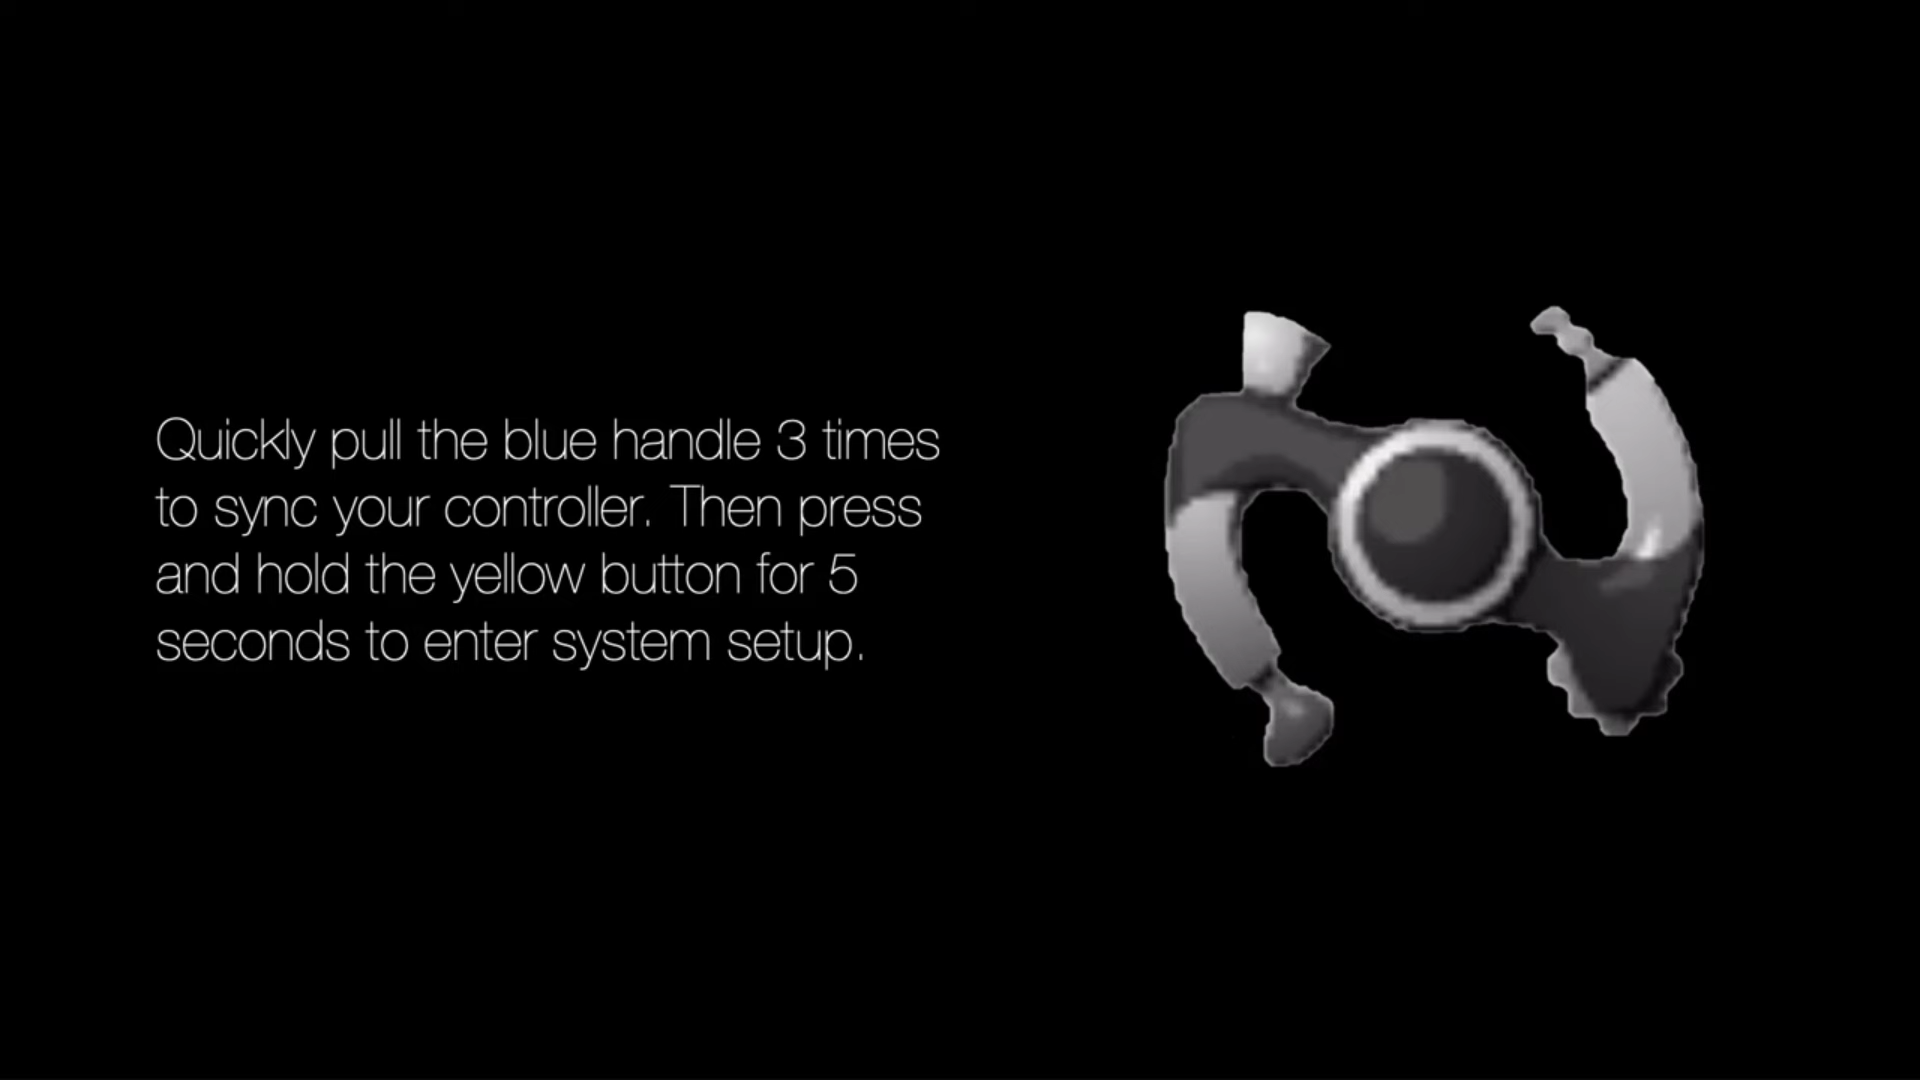 Quickly pull the blue handle 3 times
to sync your controller. Then press
and hold the yellow button for 5
seconds to enter system setup.